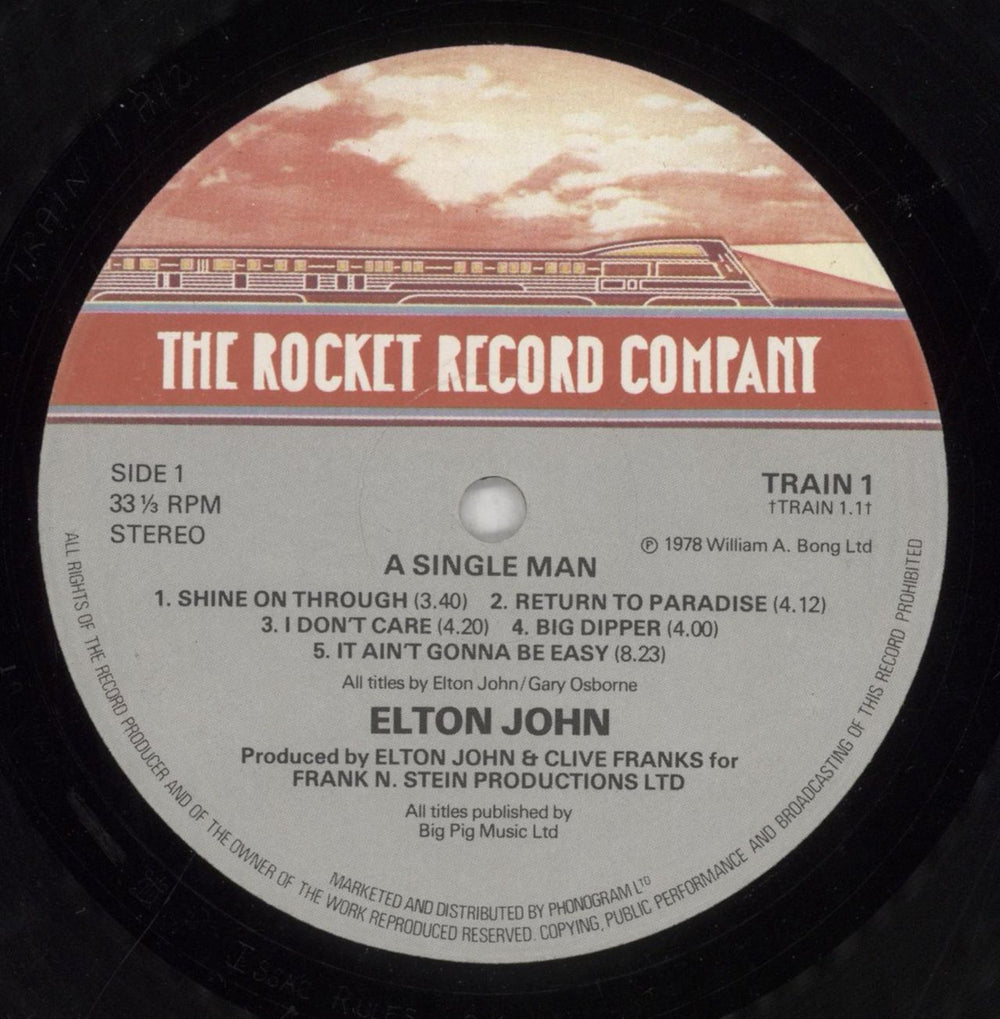 THE ROCKET RECORD COMPANY
SIDE 1
33 ⅓ RPM
STEREO
TRAIN 1
†TRAIN 1.1†
℗ 1978 William A. Bong Ltd
A SINGLE MAN
1. SHINE ON THROUGH (3.40) 2. RETURN TO PARADISE (4.12)
3. I DON'T CARE (4.20) 4. BIG DIPPER (4.00)
5. IT AIN'T GONNA BE EASY (8.23)
All titles by Elton John/Gary Osborne
ELTON JOHN
Produced by ELTON JOHN & CLIVE FRANKS for
FRANK N. STEIN PRODUCTIONS LTD
All titles published by
Big Pig Music Ltd
MARKETED AND DISTRIBUTED BY PHONOGRAM LTD
ALL RIGHTS OF THE RECORD PRODUCER AND OF THE OWNER OF THE WORK REPRODUCED RESERVED. COPYING, PUBLIC PERFORMANCE AND BROADCASTING OF THIS RECORD PROHIBITED
ISSAC RULES